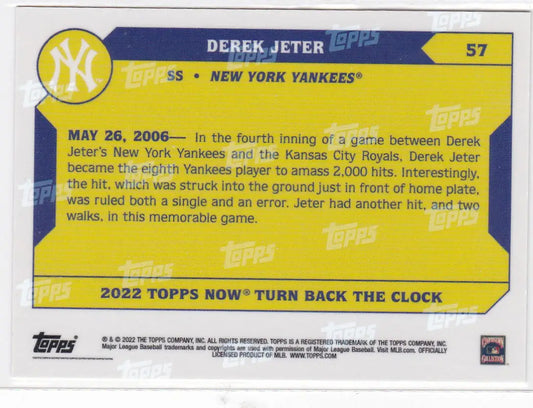 DEREK JETER
57
NY
SS • NEW YORK YANKEES®
MAY 26, 2006— In the fourth inning of a game between Derek
Jeter's New York Yankees and the Kansas City Royals, Derek Jeter
became the eighth Yankees player to amass 2,000 hits. Interestingly,
the hit, which was struck into the ground just in front of home plate,
was ruled both a single and an error. Jeter had another hit, and two
walks, in this memorable game.
2022 TOPPS NOW® TURN BACK THE CLOCK
Topps
® & © 2022 THE TOPPS COMPANY, INC. ALL RIGHTS RESERVED. TOPPS IS A REGISTERED TRADEMARK OF THE TOPPS COMPANY, INC.
Major League Baseball trademarks and copyrights are used with permission of Major League Baseball. Visit MLB.com. OFFICIALLY
LICENSED PRODUCT OF MLB. WWW.TOPPS.COM